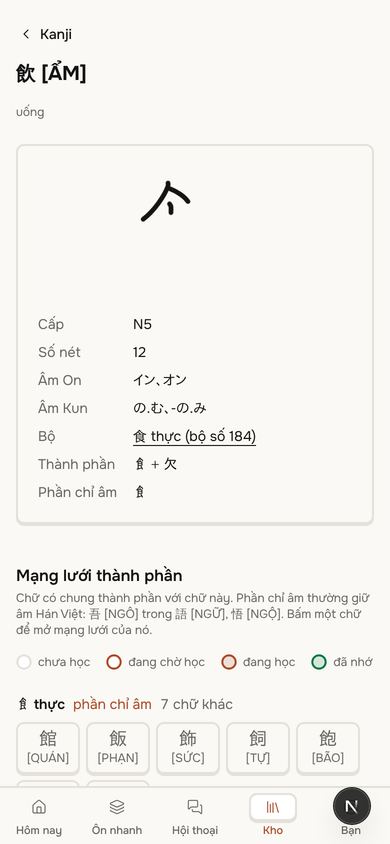 Kanji
飲 [ẨM]
uống
Cấp N5
Số nét 12
Âm On イン、オン
Âm Kun の.む、-の.み
Bộ 食 thực (bộ số 184)
Thành phần 飠 + 欠
Phần chỉ âm 飠
Mạng lưới thành phần
Chữ có chung thành phần với chữ này. Phần chỉ âm thường giữ
âm Hán Việt: 吾 [NGÔ] trong 語 [NGỮ], 悟 [NGỘ]. Bấm một chữ
để mở mạng lưới của nó.
chưa học đang chờ học đang học đã nhớ
飠 thực phần chỉ âm 7 chữ khác
館 飯 飾 飼 飽
[QUÁN] [PHẠN] [SỨC] [TỰ] [BÃO]
N
Hôm nay Ôn nhanh Hội thoại Kho Bạn